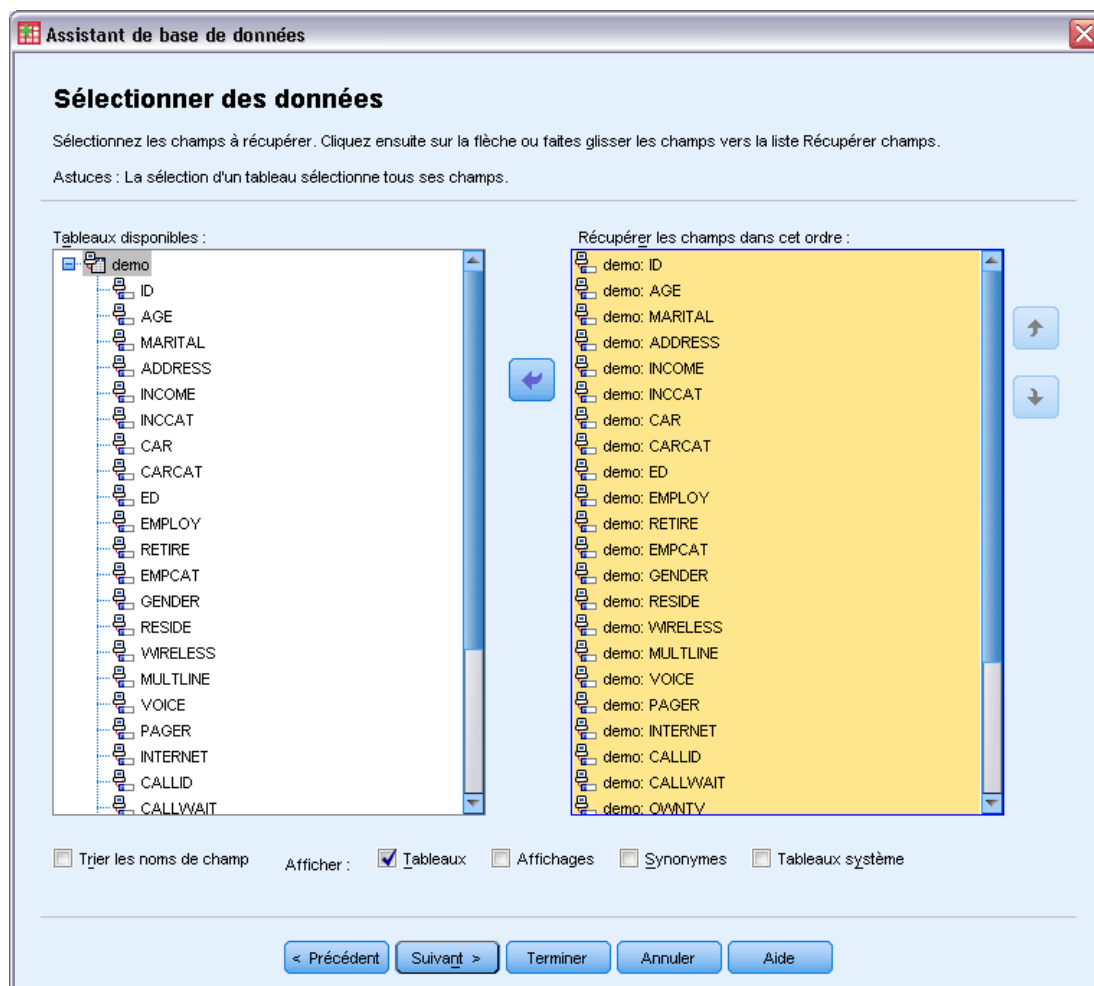 Assistant de base de données
Sélectionner des données
Sélectionnez les champs à récupérer. Cliquez ensuite sur la flèche ou faites glisser les champs vers la liste Récupérer champs.
Astuces : La sélection d'un tableau sélectionne tous ses champs.
Tableaux disponibles :
demo
ID
AGE
MARITAL
ADDRESS
INCOME
INCCAT
CAR
CARCAT
ED
EMPLOY
RETIRE
EMPCAT
GENDER
RESIDE
WIRELESS
MULTLINE
VOICE
PAGER
INTERNET
CALLID
CALLWAIT
Récupérer les champs dans cet ordre :
demo: ID
demo: AGE
demo: MARITAL
demo: ADDRESS
demo: INCOME
demo: INCCAT
demo: CAR
demo: CARCAT
demo: ED
demo: EMPLOY
demo: RETIRE
demo: EMPCAT
demo: GENDER
demo: RESIDE
demo: WIRELESS
demo: MULTLINE
demo: VOICE
demo: PAGER
demo: INTERNET
demo: CALLID
demo: CALLWAIT
demo: OWNTV
Trier les noms de champ Afficher : Tableaux Affichages Synonymes Tableaux système
< Précédent Suivant > Terminer Annuler Aide